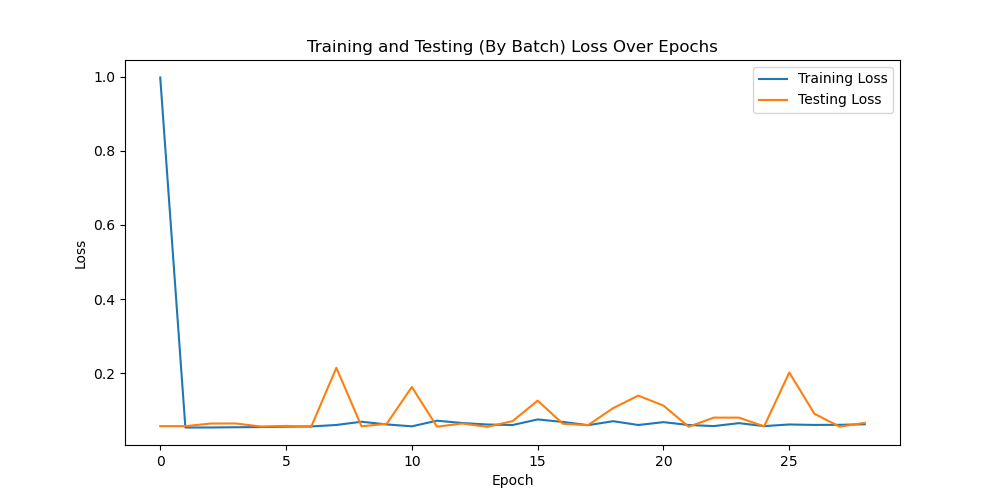 Training and Testing (By Batch) Loss Over Epochs
Training Loss
Testing Loss
Loss
1.0
0.8
0.6
0.4
0.2
0
5
10
15
20
25
Epoch